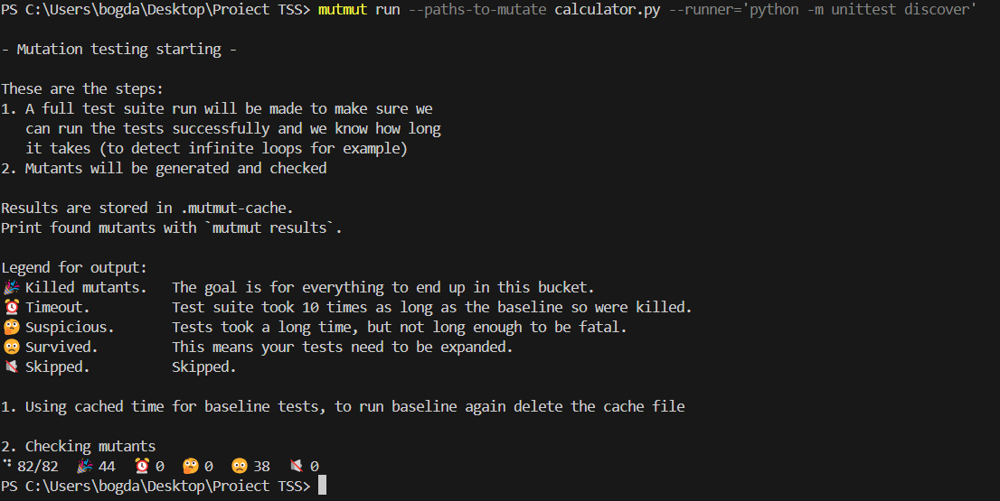 PS C:\Users\bogda\Desktop\Proiect TSS> mutmut run --paths-to-mutate calculator.py --runner='python -m unittest discover'
- Mutation testing starting -
These are the steps:
1. A full test suite run will be made to make sure we
can run the tests successfully and we know how long
it takes (to detect infinite loops for example)
2. Mutants will be generated and checked
Results are stored in .mutmut-cache.
Print found mutants with `mutmut results`.
Legend for output:
🎉 Killed mutants. The goal is for everything to end up in this bucket.
⏰ Timeout. Test suite took 10 times as long as the baseline so were killed.
🤔 Suspicious. Tests took a long time, but not long enough to be fatal.
🙁 Survived. This means your tests need to be expanded.
🔇 Skipped. Skipped.
1. Using cached time for baseline tests, to run baseline again delete the cache file
2. Checking mutants
⠙ 82/82 🎉 44 ⏰ 0 🤔 0 🙁 38 🔇 0
PS C:\Users\bogda\Desktop\Proiect TSS>